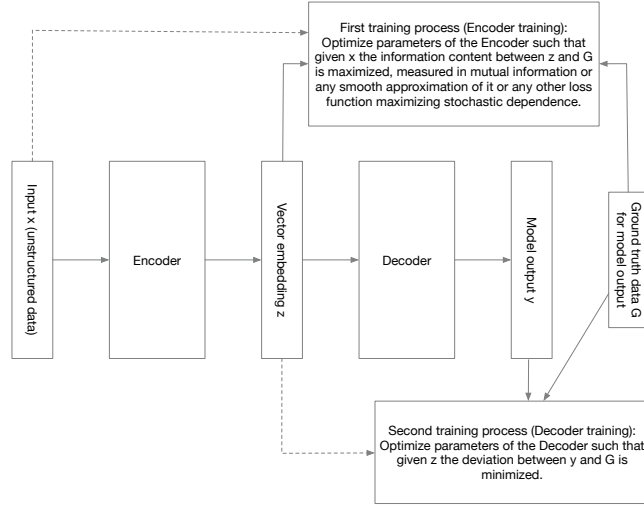 First training process (Encoder training):
Optimize parameters of the Encoder such that
given x the information content between z and G
is maximized, measured in mutual information or
any smooth approximation of it or any other loss
function maximizing stochastic dependence.
Input x (unstructured data)
Encoder
Vector embedding z
Decoder
Model output y
Ground truth data G
for model output
Second training process (Decoder training):
Optimize parameters of the Decoder such that
given z the deviation between y and G is
minimized.